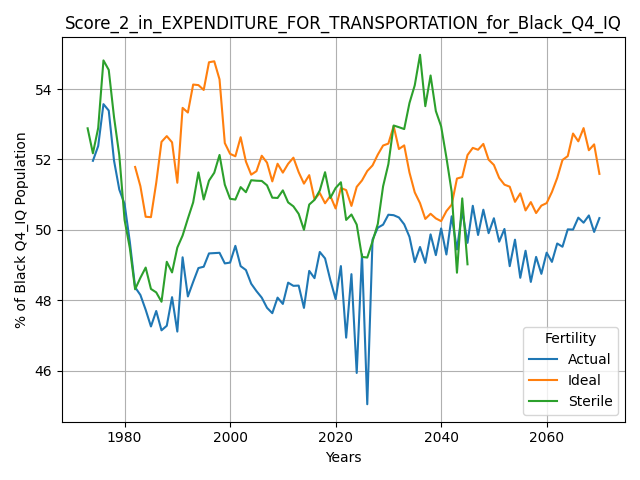 Score_2_in_EXPENDITURE_FOR_TRANSPORTATION_for_Black_Q4_IQ
% of Black Q4_IQ Population
54
52
50
48
46
Fertility
Actual
Ideal
Sterile
1980 2000 2020 2040 2060
Years